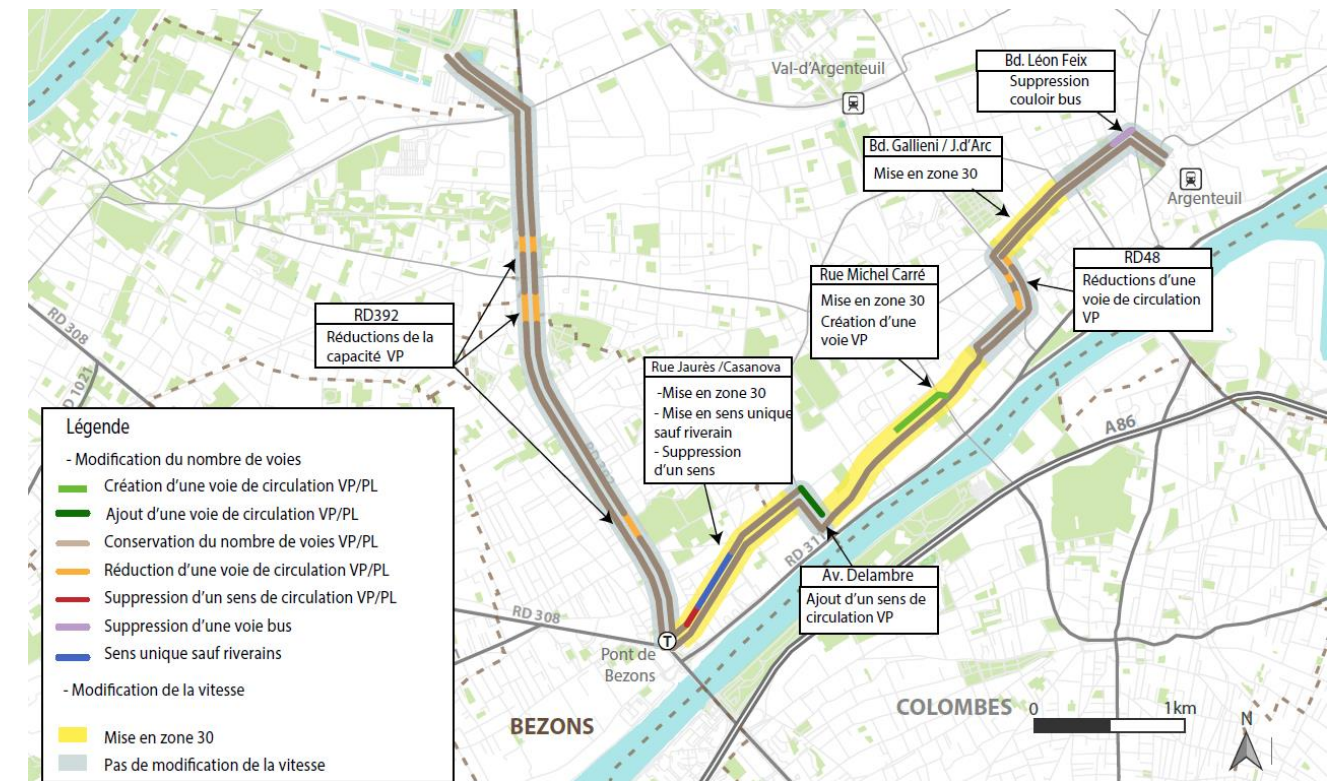 Val-d'Argenteuil
Bd. Léon Feix
Suppression
couloir bus
Bd. Gallieni / J.d'Arc
Mise en zone 30
Argenteuil
Rue Michel Carré
Mise en zone 30
Création d'une
voie VP
RD48
Réductions d'une
voie de circulation
VP
RD 308
RD 1021
RD392
Réductions de la
capacité VP
Rue Jaurès /Casanova
-Mise en zone 30
- Mise en sens unique
sauf riverain
- Suppression
d'un sens
RD 392
A86
RD 311
Av. Delambre
Ajout d'un sens de
circulation VP
RD 308
T
Pont de
Bezons
BEZONS
COLOMBES
0 1km
N
Légende
- Modification du nombre de voies
Création d'une voie de circulation VP/PL
Ajout d'une voie de circulation VP/PL
Conservation du nombre de voies VP/PL
Réduction d'une voie de circulation VP/PL
Suppression d'un sens de circulation VP/PL
Suppression d'une voie bus
Sens unique sauf riverains
- Modification de la vitesse
Mise en zone 30
Pas de modification de la vitesse